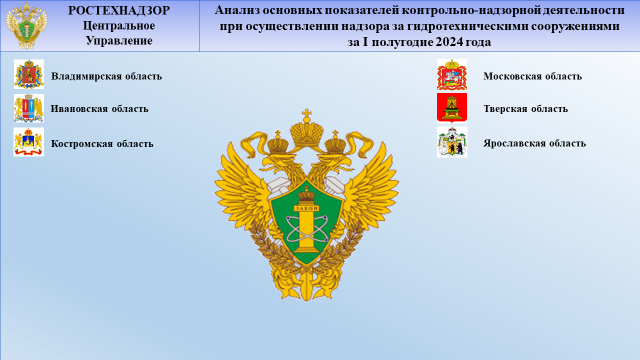 РОСТЕХНАДЗОР
Центральное
Управление
Анализ основных показателей контрольно-надзорной деятельности
при осуществлении надзора за гидротехническими сооружениями
за I полугодие 2024 года
Владимирская область
Ивановская область
Костромская область
Московская область
Тверская область
Ярославская область
ЗАКОН